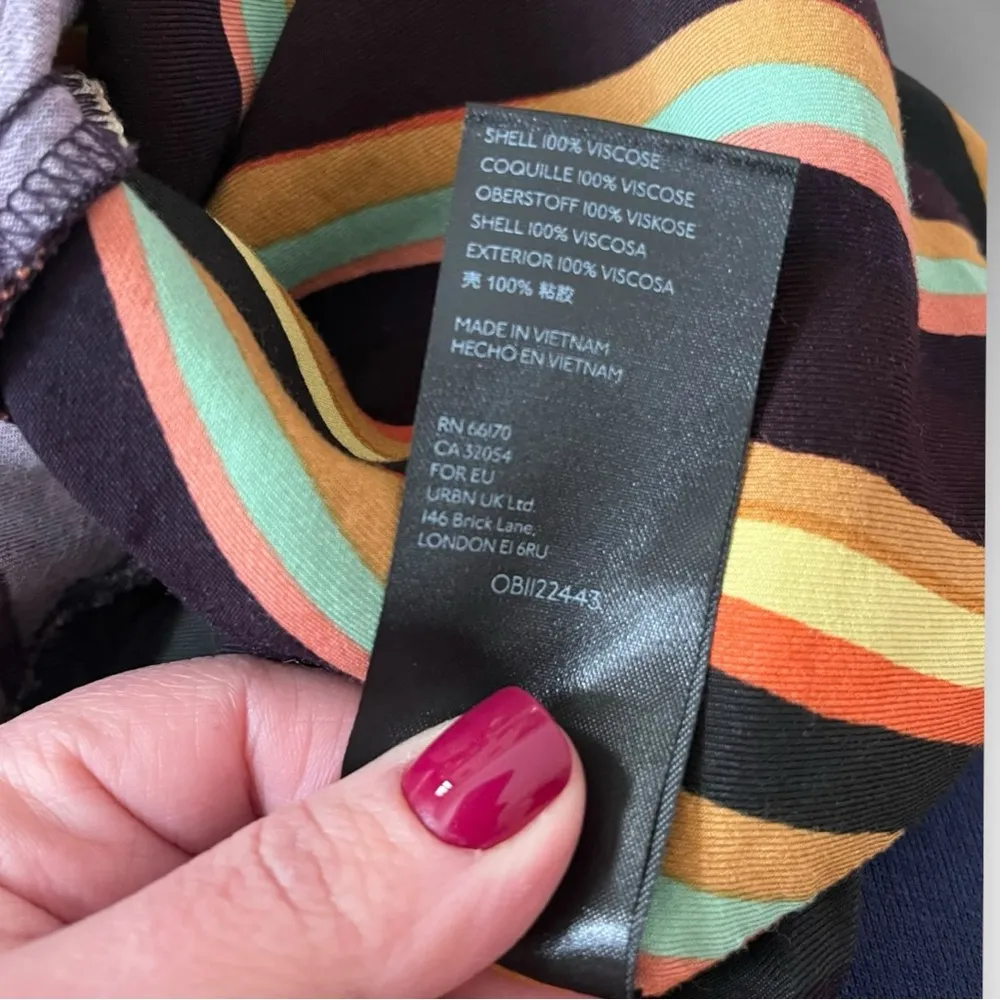 SHELL 100% VISCOSE
COQUILLE 100% VISCOSE
OBERSTOFF 100% VISKOSE
SHELL 100% VISCOSA
EXTERIOR 100% VISCOSA
壳 100% 粘胶
MADE IN VIETNAM
HECHO EN VIETNAM
RN 66170
CA 32054
FOR EU
URBN UK Ltd.
146 Brick Lane,
LONDON E1 6RU
OB1122443